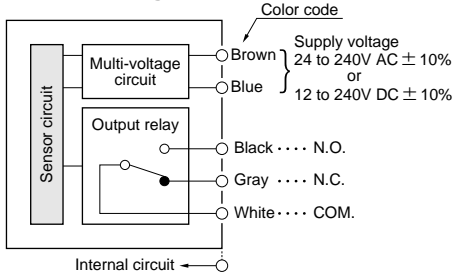 Color code
Sensor circuit
Multi-voltage
circuit
Brown
Blue
Supply voltage
24 to 240V AC ± 10%
or
12 to 240V DC ± 10%
Output relay
Black ···· N.O.
Gray ···· N.C.
White ···· COM.
Internal circuit